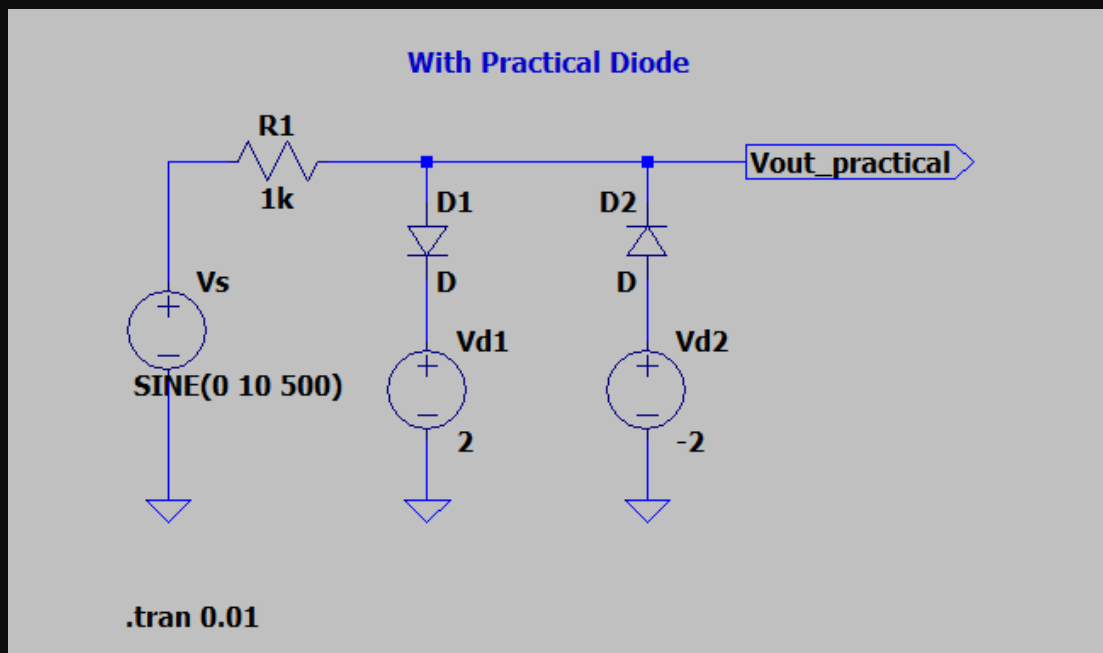 With Practical Diode
R1
1k
Vout_practical
D1
D2
D
D
Vs
SINE(0 10 500)
Vd1
2
Vd2
-2
.tran 0.01